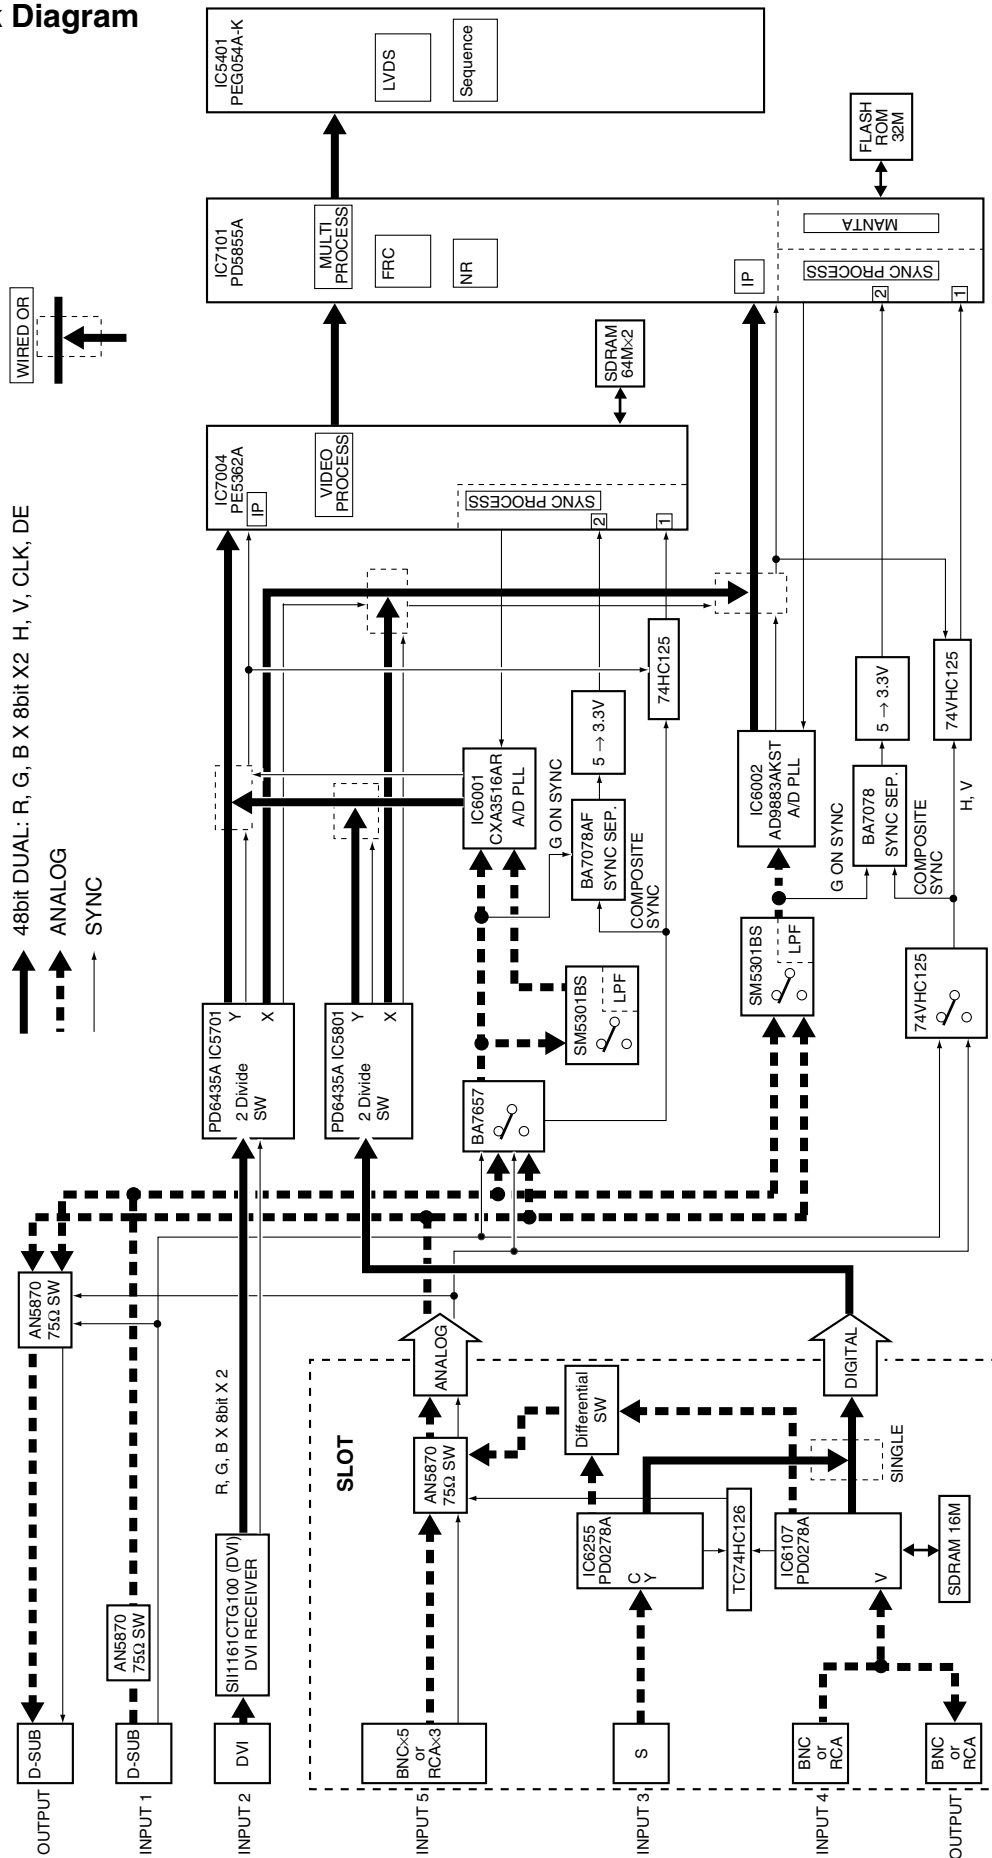 k Diagram
48bit DUAL: R, G, B X 8bit X2  H, V, CLK, DE
ANALOG
SYNC
WIRED OR
IC5401
PEG054A-K
LVDS
Sequence
IC7101
PD5855A
MULTI
PROCESS
FRC
NR
IP
SYNC PROCESS
MANTA
2
1
FLASH
ROM
32M
IC7004
PE5362A
IP
VIDEO
PROCESS
SYNC PROCESS
2
1
SDRAM
64M×2
PD6435A IC5701
Y
2 Divide
SW
X
PD6435A IC5801
Y
2 Divide
SW
X
IC6001
CXA3516AR
A/D PLL
G ON SYNC
BA7078AF
SYNC SEP.
5 → 3.3V
COMPOSITE
SYNC
74HC125
BA7657
SM5301BS
LPF
IC6002
AD9883AKST
A/D PLL
SM5301BS
LPF
G ON SYNC
BA7078
SYNC SEP.
5 → 3.3V
COMPOSITE
SYNC
H, V
74VHC125
74VHC125
AN5870
75Ω SW
AN5870
75Ω SW
R, G, B X 8bit X 2
SII1161CTG100 (DVI)
DVI RECEIVER
SLOT
ANALOG
AN5870
75Ω SW
Differential
SW
IC6255
PD0278A
C
Y
TC74HC126
IC6107
PD0278A
V
SDRAM 16M
SINGLE
DIGITAL
D-SUB
OUTPUT
D-SUB
INPUT 1
DVI
INPUT 2
BNC×5
or
RCA×3
INPUT 5
S
INPUT 3
BNC
or
RCA
INPUT 4
BNC
or
RCA
OUTPUT